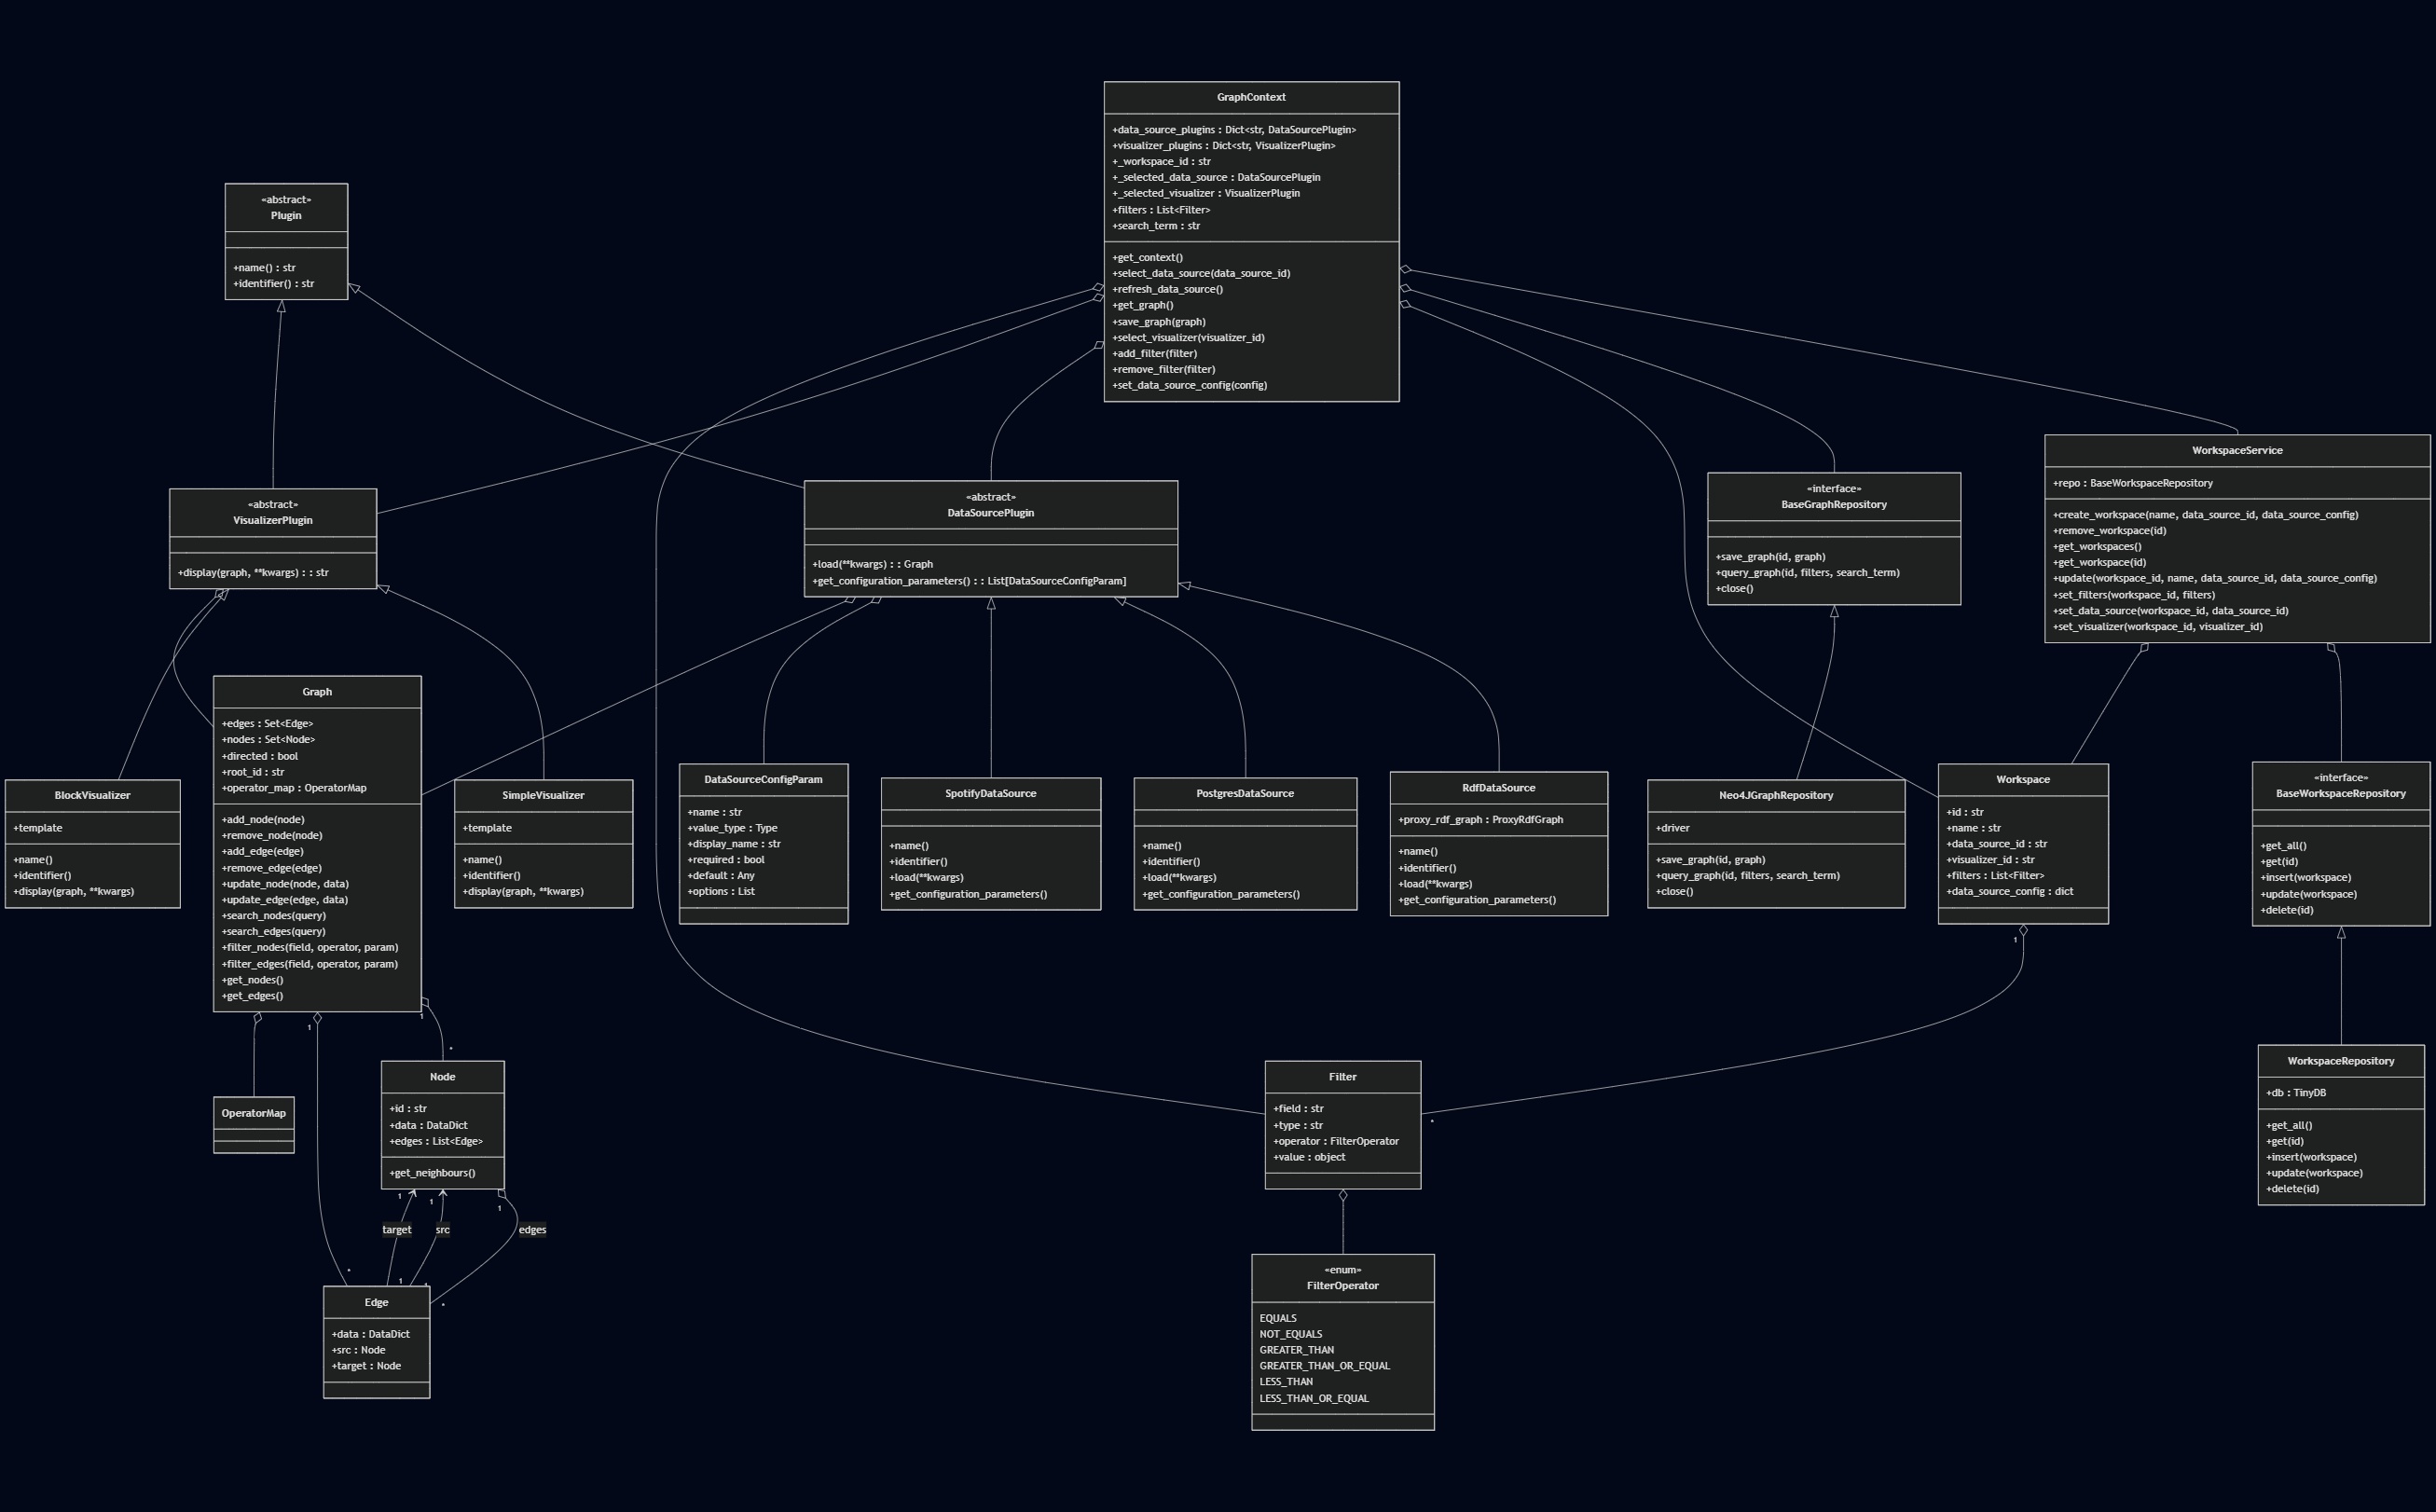 GraphContext
+data_source_plugins : Dict<str, DataSourcePlugin>
+visualizer_plugins : Dict<str, VisualizerPlugin>
+_workspace_id : str
+_selected_data_source : DataSourcePlugin
+_selected_visualizer : VisualizerPlugin
+filters : List<Filter>
+search_term : str
+get_context()
+select_data_source(data_source_id)
+refresh_data_source()
+get_graph()
+save_graph(graph)
+select_visualizer(visualizer_id)
+add_filter(filter)
+remove_filter(filter)
+set_data_source_config(config)
«abstract»
Plugin
+name() : str
+identifier() : str
«abstract»
VisualizerPlugin
+display(graph, **kwargs) : : str
«abstract»
DataSourcePlugin
+load(**kwargs) : : Graph
+get_configuration_parameters() : : List[DataSourceConfigParam]
«interface»
BaseGraphRepository
+save_graph(id, graph)
+query_graph(id, filters, search_term)
+close()
WorkspaceService
+repo : BaseWorkspaceRepository
+create_workspace(name, data_source_id, data_source_config)
+remove_workspace(id)
+get_workspaces()
+get_workspace(id)
+update(workspace_id, name, data_source_id, data_source_config)
+set_filters(workspace_id, filters)
+set_data_source(workspace_id, data_source_id)
+set_visualizer(workspace_id, visualizer_id)
BlockVisualizer
+template
+name()
+identifier()
+display(graph, **kwargs)
Graph
+edges : Set<Edge>
+nodes : Set<Node>
+directed : bool
+root_id : str
+operator_map : OperatorMap
+add_node(node)
+remove_node(node)
+add_edge(edge)
+remove_edge(edge)
+update_node(node, data)
+update_edge(edge, data)
+search_nodes(query)
+search_edges(query)
+filter_nodes(field, operator, param)
+filter_edges(field, operator, param)
+get_nodes()
+get_edges()
SimpleVisualizer
+template
+name()
+identifier()
+display(graph, **kwargs)
DataSourceConfigParam
+name : str
+value_type : Type
+display_name : str
+required : bool
+default : Any
+options : List
SpotifyDataSource
+name()
+identifier()
+load(**kwargs)
+get_configuration_parameters()
PostgresDataSource
+name()
+identifier()
+load(**kwargs)
+get_configuration_parameters()
RdfDataSource
+proxy_rdf_graph : ProxyRdfGraph
+name()
+identifier()
+load(**kwargs)
+get_configuration_parameters()
Neo4JGraphRepository
+driver
+save_graph(id, graph)
+query_graph(id, filters, search_term)
+close()
Workspace
+id : str
+name : str
+data_source_id : str
+visualizer_id : str
+filters : List<Filter>
+data_source_config : dict
«interface»
BaseWorkspaceRepository
+get_all()
+get(id)
+insert(workspace)
+update(workspace)
+delete(id)
1
1
1
*
OperatorMap
Node
+id : str
+data : DataDict
+edges : List<Edge>
+get_neighbours()
1
1
1
target
src
edges
*
1
1
*
Edge
+data : DataDict
+src : Node
+target : Node
Filter
+field : str
+type : str
+operator : FilterOperator
+value : object
*
«enum»
FilterOperator
EQUALS
NOT_EQUALS
GREATER_THAN
GREATER_THAN_OR_EQUAL
LESS_THAN
LESS_THAN_OR_EQUAL
WorkspaceRepository
+db : TinyDB
+get_all()
+get(id)
+insert(workspace)
+update(workspace)
+delete(id)